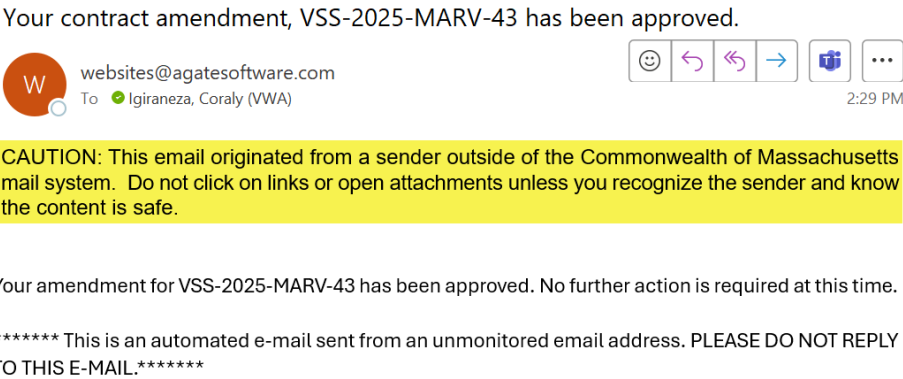 Your contract amendment, VSS-2025-MARV-43 has been approved.
W
websites@agatesoftware.com
To Igiraneza, Coraly (VWA)
2:29 PM
CAUTION: This email originated from a sender outside of the Commonwealth of Massachusetts
mail system. Do not click on links or open attachments unless you recognize the sender and know
the content is safe.
Your amendment for VSS-2025-MARV-43 has been approved. No further action is required at this time.
******* This is an automated e-mail sent from an unmonitored email address. PLEASE DO NOT REPLY
TO THIS E-MAIL.*******